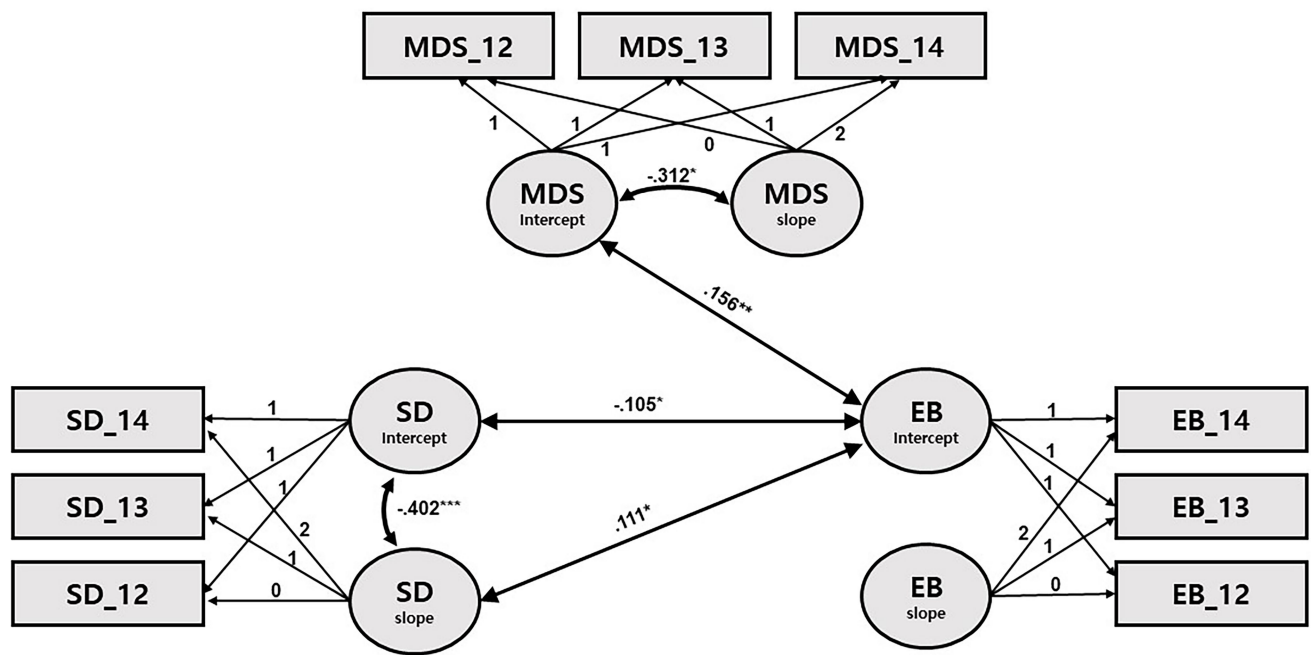 MDS_12 MDS_13 MDS_14
1 1 1 0 1 2
MDS
Intercept
-.312*
MDS
slope
.156**
SD_14
SD_13
SD_12
1
1
1
2
1
0
SD
Intercept
-.402***
SD
slope
-.105*
.111*
EB
Intercept
EB
slope
1
1
1
2
1
0
EB_14
EB_13
EB_12